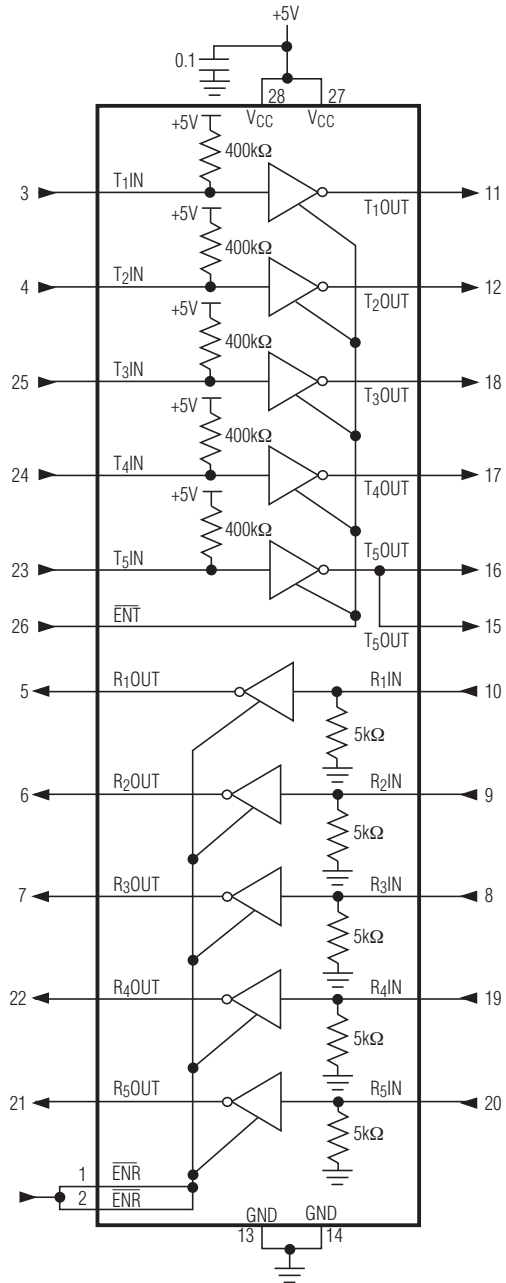 +5V
0.1
28 27
VCC VCC
+5V
400kΩ
3 T1IN T1OUT 11
+5V
400kΩ
4 T2IN T2OUT 12
+5V
400kΩ
25 T3IN T3OUT 18
+5V
400kΩ
24 T4IN T4OUT 17
+5V
400kΩ
23 T5IN T5OUT 16
26 E̅N̅T̅ T5OUT 15
5 R1OUT R1IN 10
5kΩ
6 R2OUT R2IN 9
5kΩ
7 R3OUT R3IN 8
5kΩ
22 R4OUT R4IN 19
5kΩ
21 R5OUT R5IN 20
5kΩ
1 E̅N̅R̅
2 E̅N̅R̅
GND GND
13 14